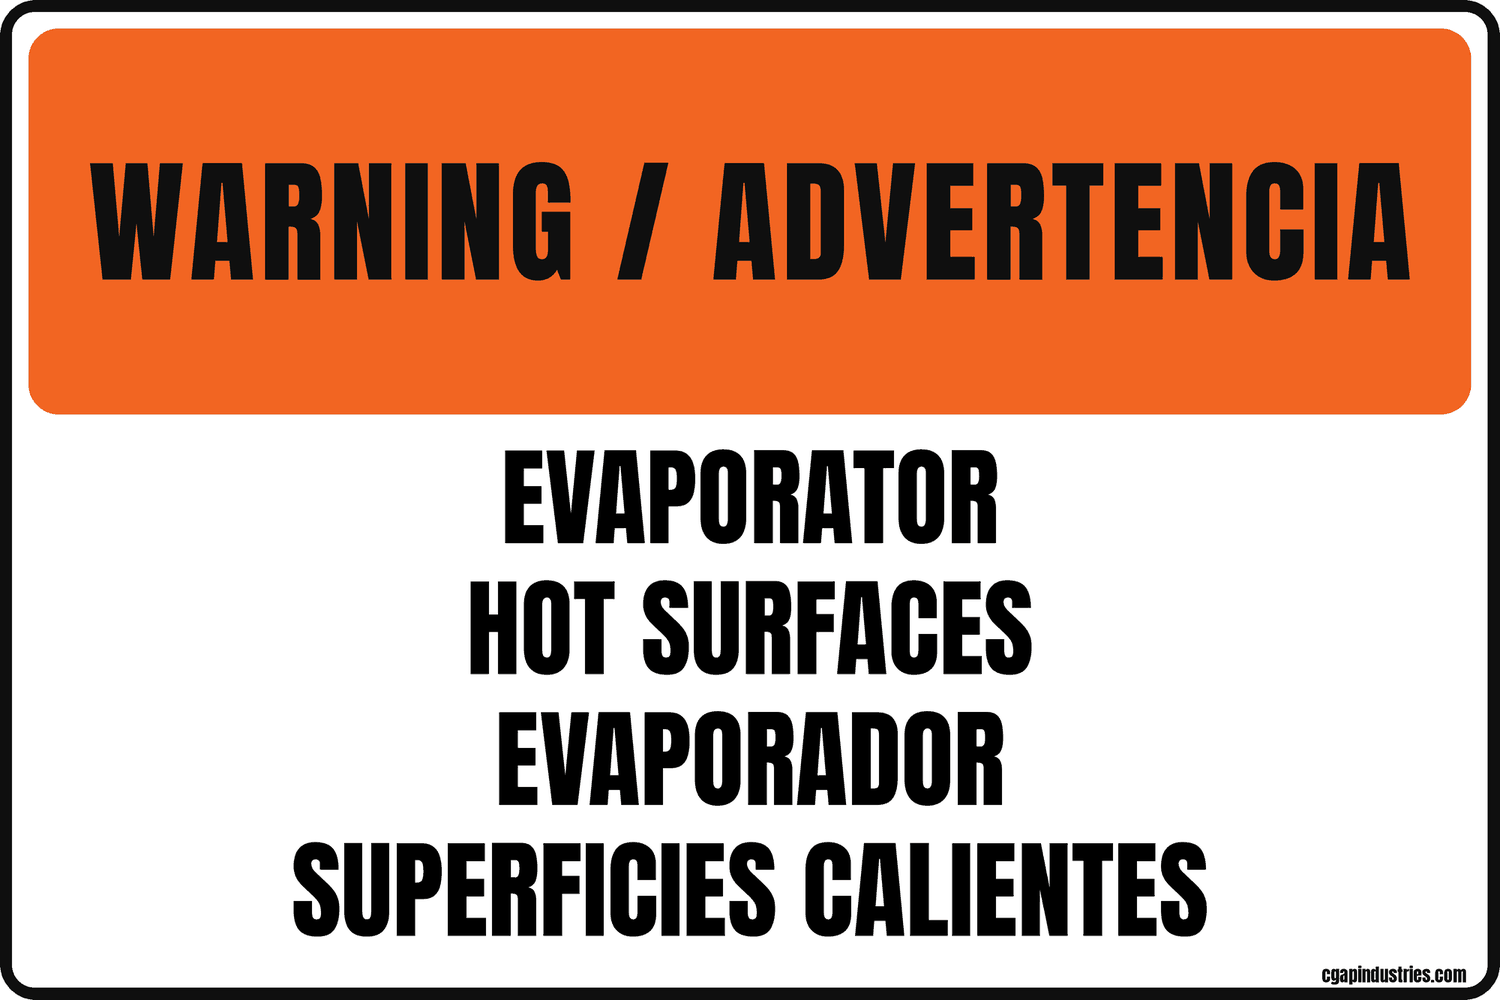 WARNING / ADVERTENCIA
EVAPORATOR
HOT SURFACES
EVAPORADOR
SUPERFICIES CALIENTES
cgapindustries.com